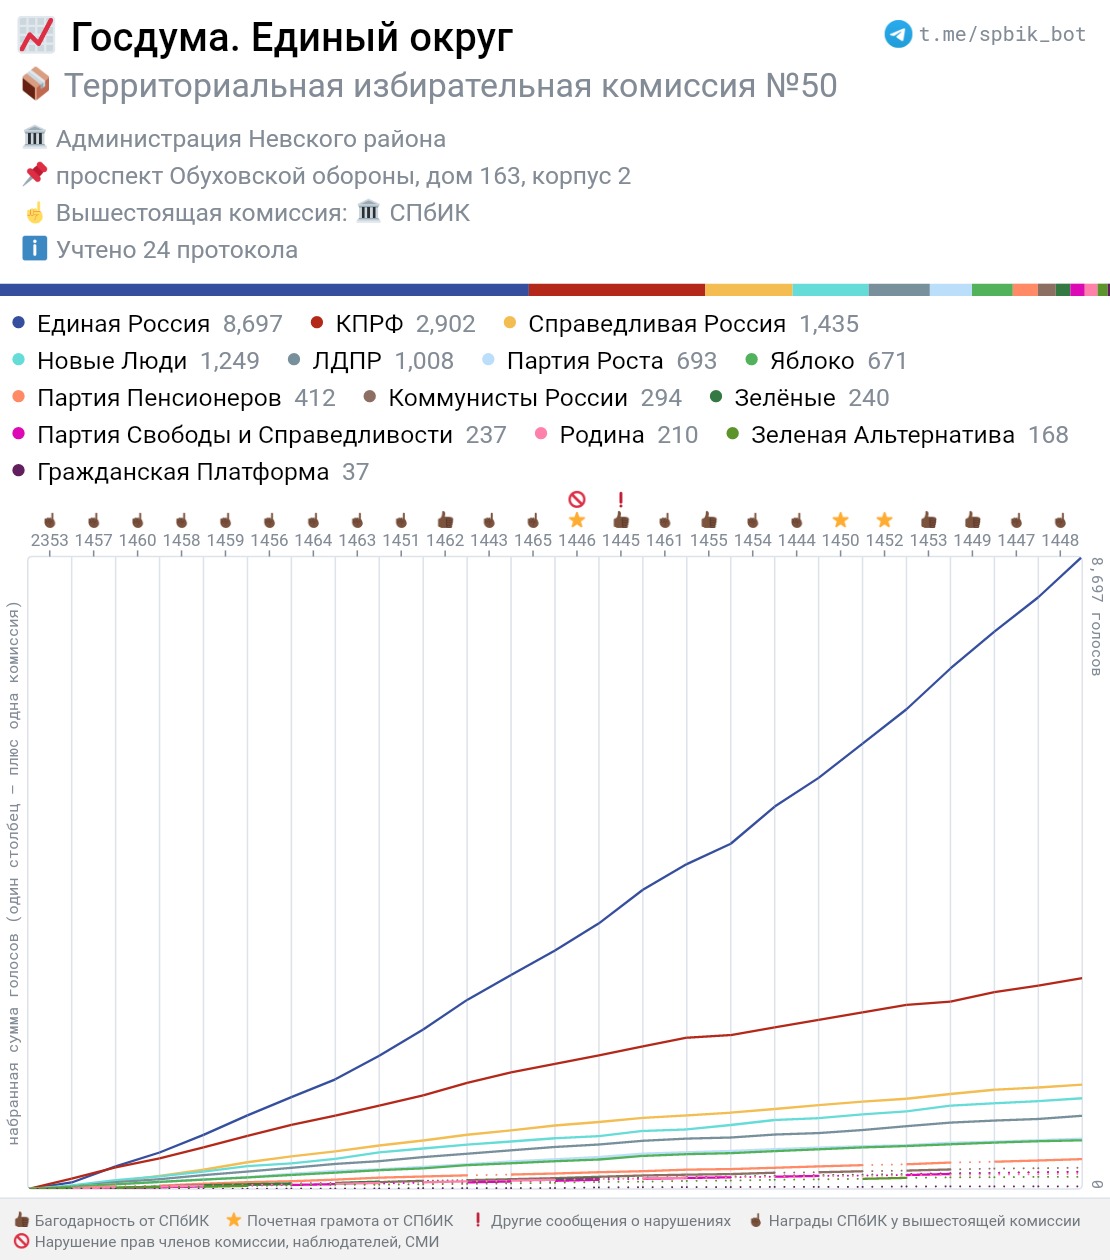 Госдума. Единый округ
t.me/spbik_bot
Территориальная избирательная комиссия №50
Администрация Невского района
проспект Обуховской обороны, дом 163, корпус 2
Вышестоящая комиссия: СПбИК
Учтено 24 протокола
Единая Россия 8,697 КПРФ 2,902 Справедливая Россия 1,435
Новые Люди 1,249 ЛДПР 1,008 Партия Роста 693 Яблоко 671
Партия Пенсионеров 412 Коммунисты России 294 Зелёные 240
Партия Свободы и Справедливости 237 Родина 210 Зеленая Альтернатива 168
Гражданская Платформа 37
2353 1457 1460 1458 1459 1456 1464 1463 1451 1462 1443 1465 1446 1445 1461 1455 1454 1444 1450 1452 1453 1449 1447 1448
набранная сумма голосов (один столбец – плюс одна комиссия)
8,697 голосов
0
Багодарность от СПбИК Почетная грамота от СПбИК Другие сообщения о нарушениях Награды СПбИК у вышестоящей комиссии
Нарушение прав членов комиссии, наблюдателей, СМИ